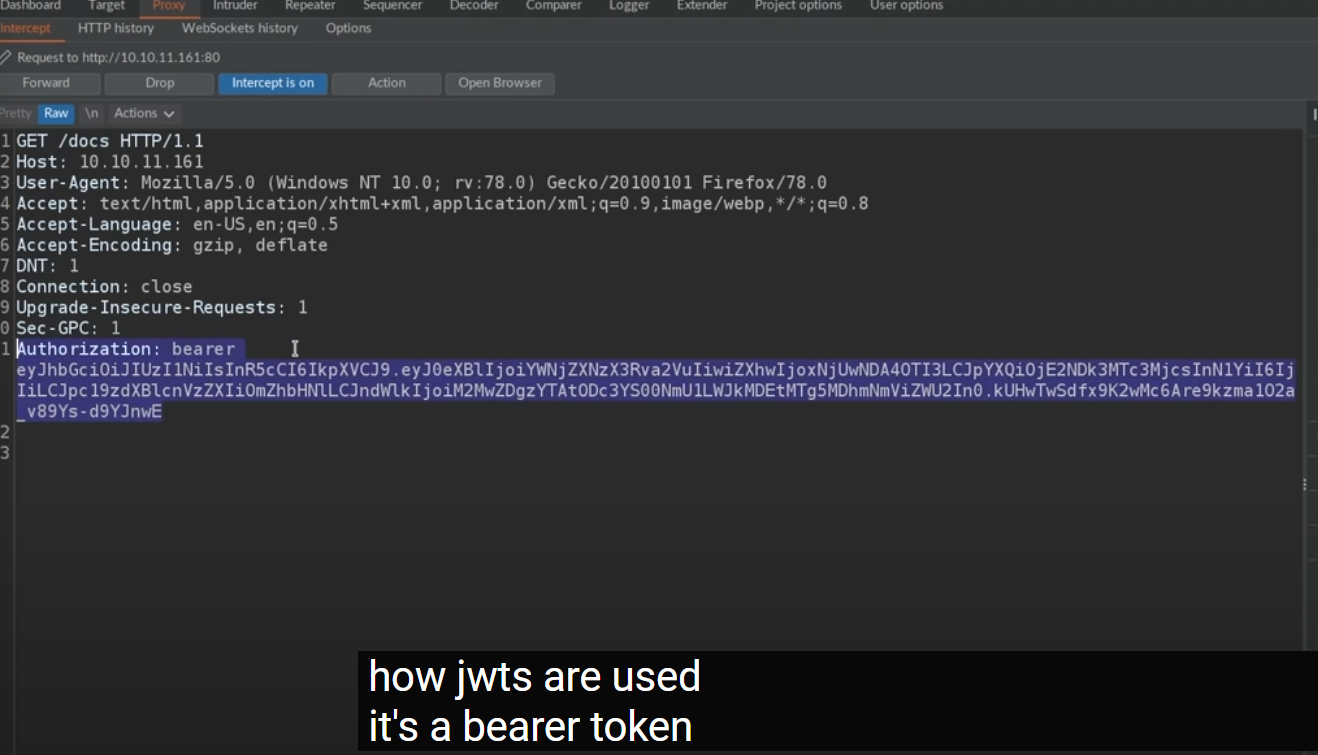 Dashboard Target Proxy Intruder Repeater Sequencer Decoder Comparer Logger Extender Project options User options
Intercept HTTP history WebSockets history Options
Request to http://10.10.11.161:80
Forward Drop Intercept is on Action Open Browser
Pretty Raw \n Actions
1 GET /docs HTTP/1.1
2 Host: 10.10.11.161
3 User-Agent: Mozilla/5.0 (Windows NT 10.0; rv:78.0) Gecko/20100101 Firefox/78.0
4 Accept: text/html,application/xhtml+xml,application/xml;q=0.9,image/webp,*/*;q=0.8
5 Accept-Language: en-US,en;q=0.5
6 Accept-Encoding: gzip, deflate
7 DNT: 1
8 Connection: close
9 Upgrade-Insecure-Requests: 1
0 Sec-GPC: 1
1 Authorization: bearer
eyJhbGciOiJIUzI1NiIsInR5cCI6IkpXVCJ9.eyJ0eXBlIjoiYWNjZXNzX3Rva2VuIiwiZXhwIjoxNjUwNDA4OTI3LCJpYXQiOjE2NDk3MTc3MjcsInN1YiI6Ij
IiLCJpc19zdXBlcnVzZXIiOmZhbHNlLCJndWlkIjoiM2MwZDgzYTAtODc3YS00NmU1LWJkMDEtMTg5MDhmNmViZWU2In0.kUHwTwSdfx9K2wMc6Are9kzma1O2a
_v89Ys-d9YJnwE
2
3
how jwts are used
it's a bearer token